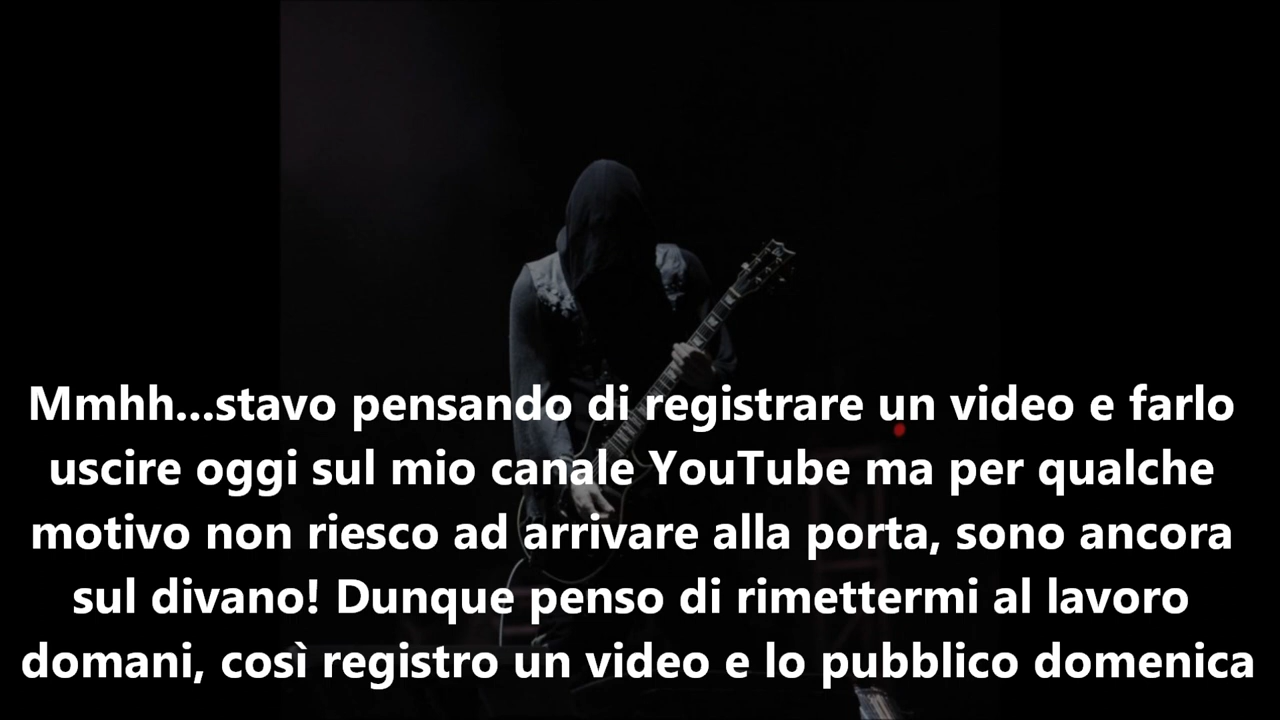 Mmhh...stavo pensando di registrare un video e farlo
uscire oggi sul mio canale YouTube ma per qualche
motivo non riesco ad arrivare alla porta, sono ancora
sul divano! Dunque penso di rimettermi al lavoro
domani, così registro un video e lo pubblico domenica